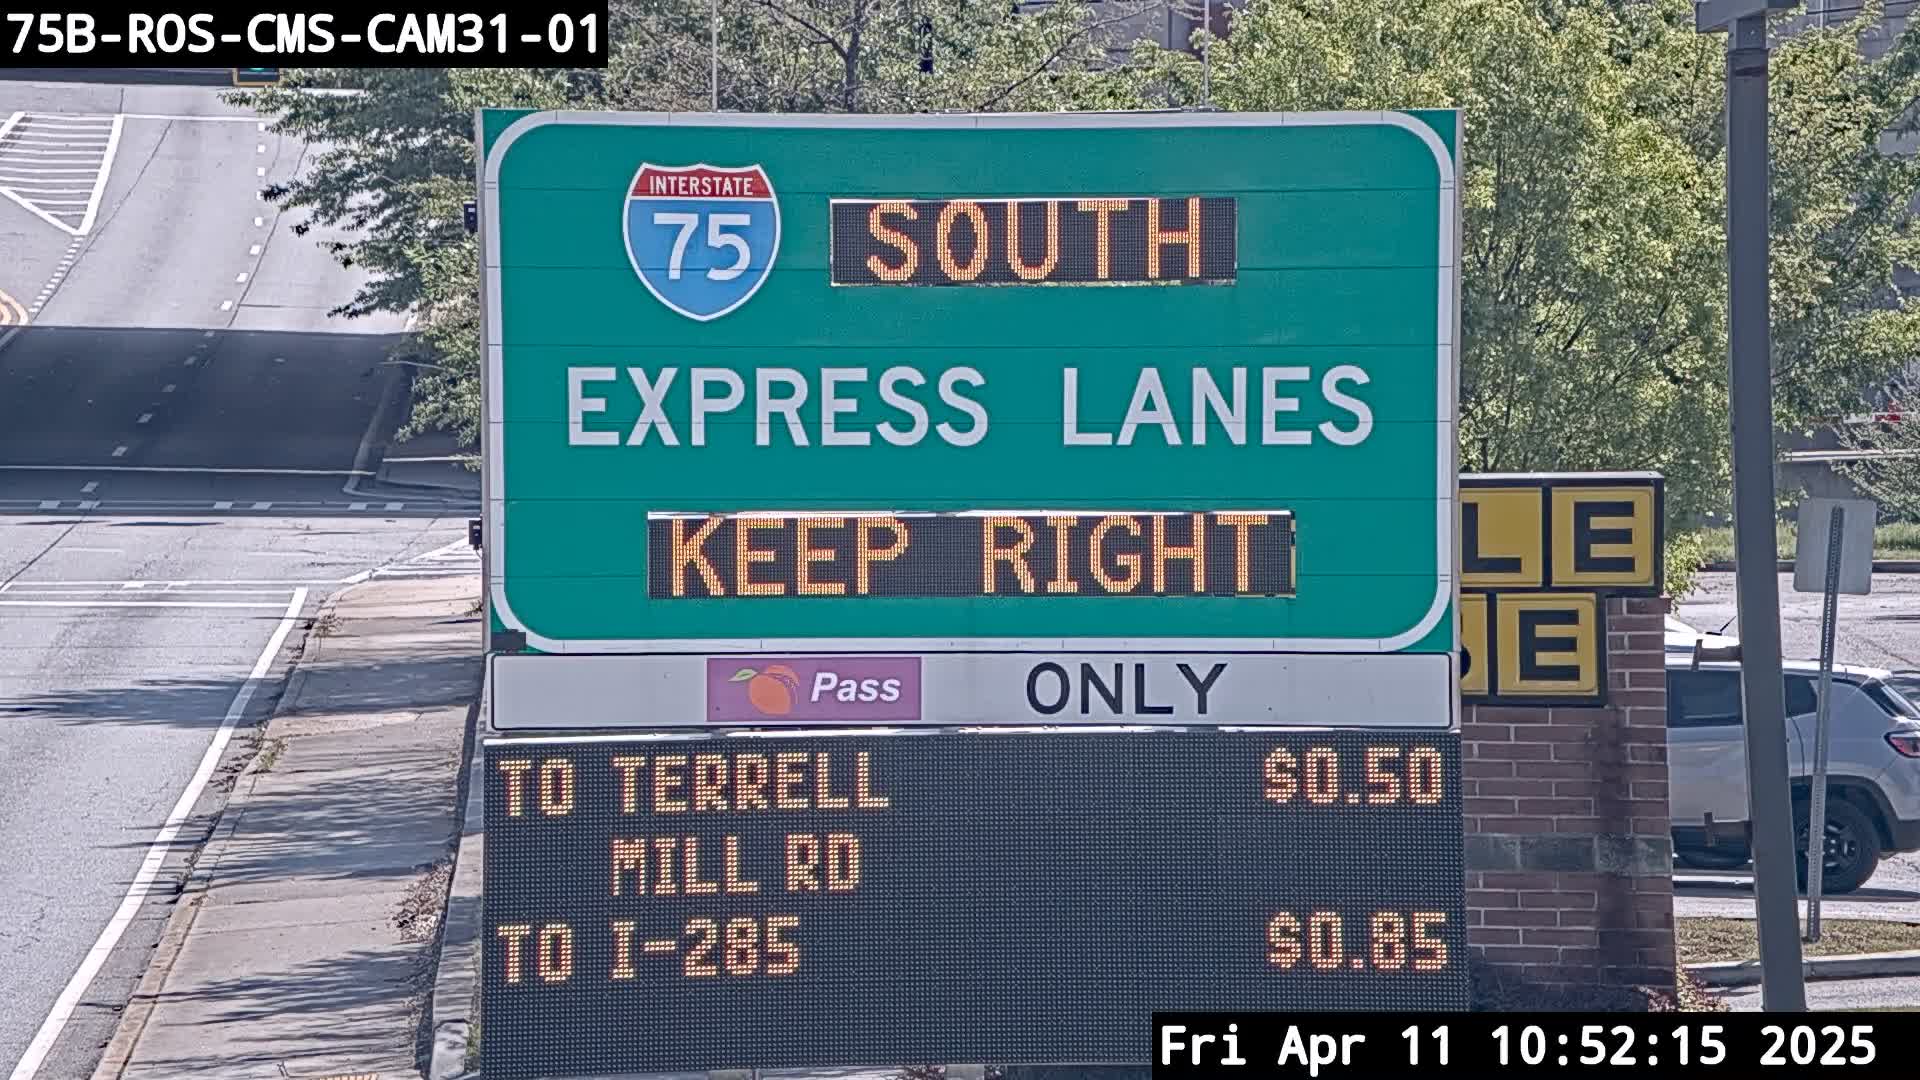 75B-ROS-CMS-CAM31-01
INTERSTATE
75
SOUTH
EXPRESS LANES
KEEP RIGHT
LE
E
Pass ONLY
TO TERRELL $0.50
MILL RD
TO I-285 $0.85
Fri Apr 11 10:52:15 2025